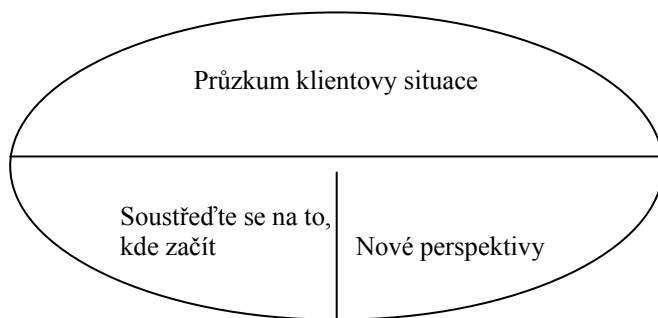 Průzkum klientovy situace
Soustřeďte se na to,
kde začít
Nové perspektivy